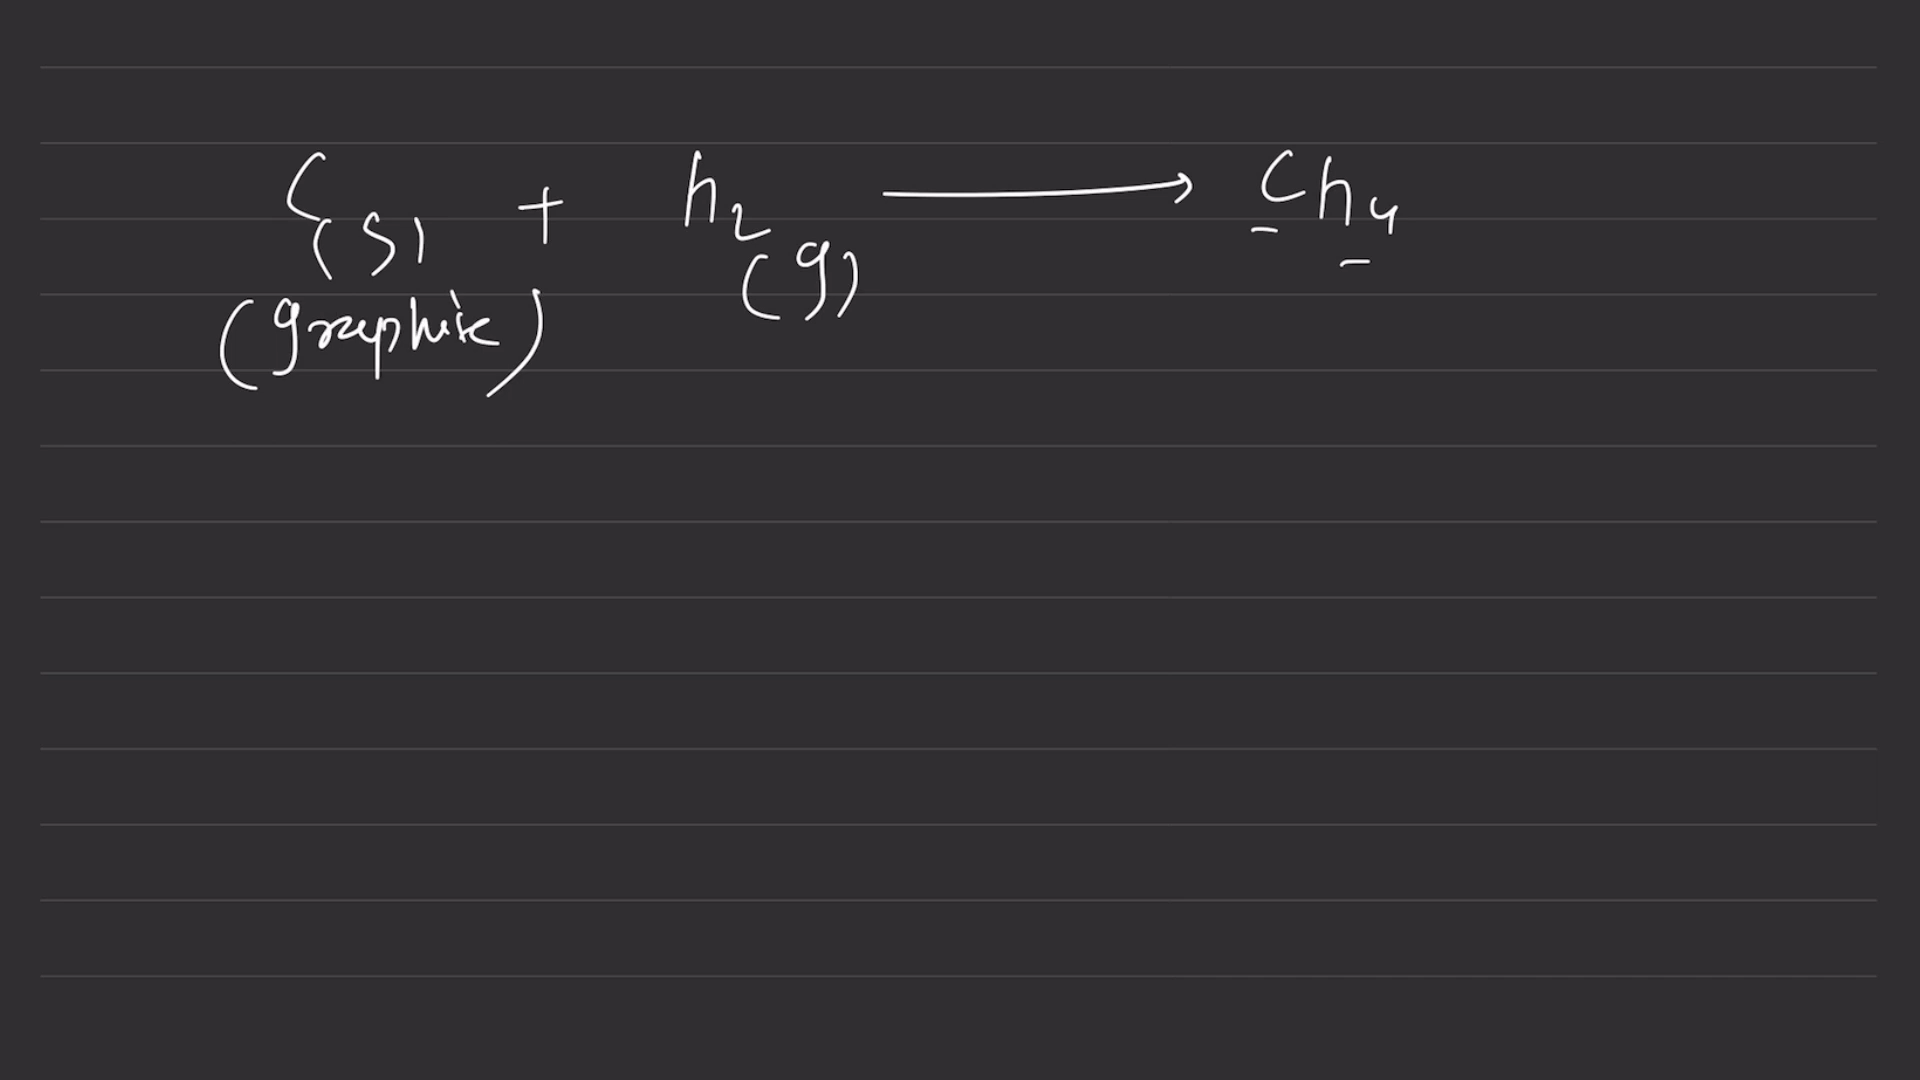 C(s) + h2(g) → Ch4
(graphite)